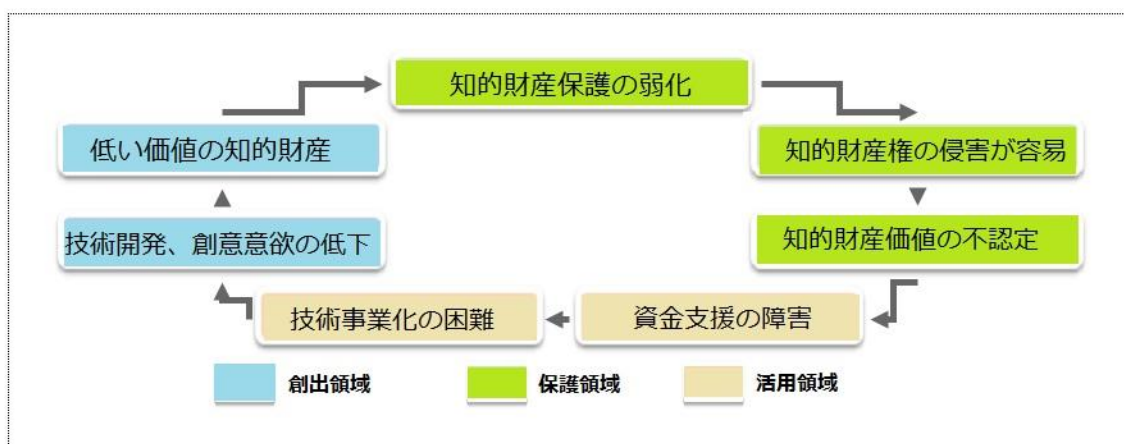 知的財産保護の弱化
低い価値の知的財産
知的財産権の侵害が容易
技術開発、創意意欲の低下
知的財産価値の不認定
技術事業化の困難
資金支援の障害
創出領域
保護領域
活用領域